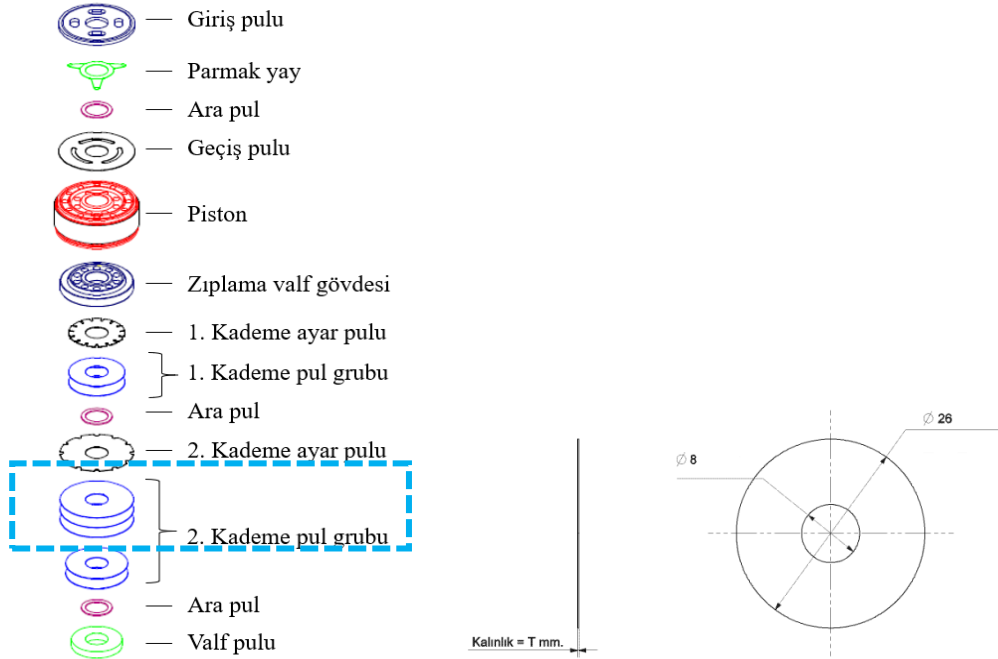 Giriş pulu
Parmak yay
Ara pul
Geçiş pulu
Piston
Zıplama valf gövdesi
1. Kademe ayar pulu
1. Kademe pul grubu
Ara pul
2. Kademe ayar pulu
2. Kademe pul grubu
Ara pul
Valf pulu
Kalınlık = T mm.
∅ 8
∅ 26